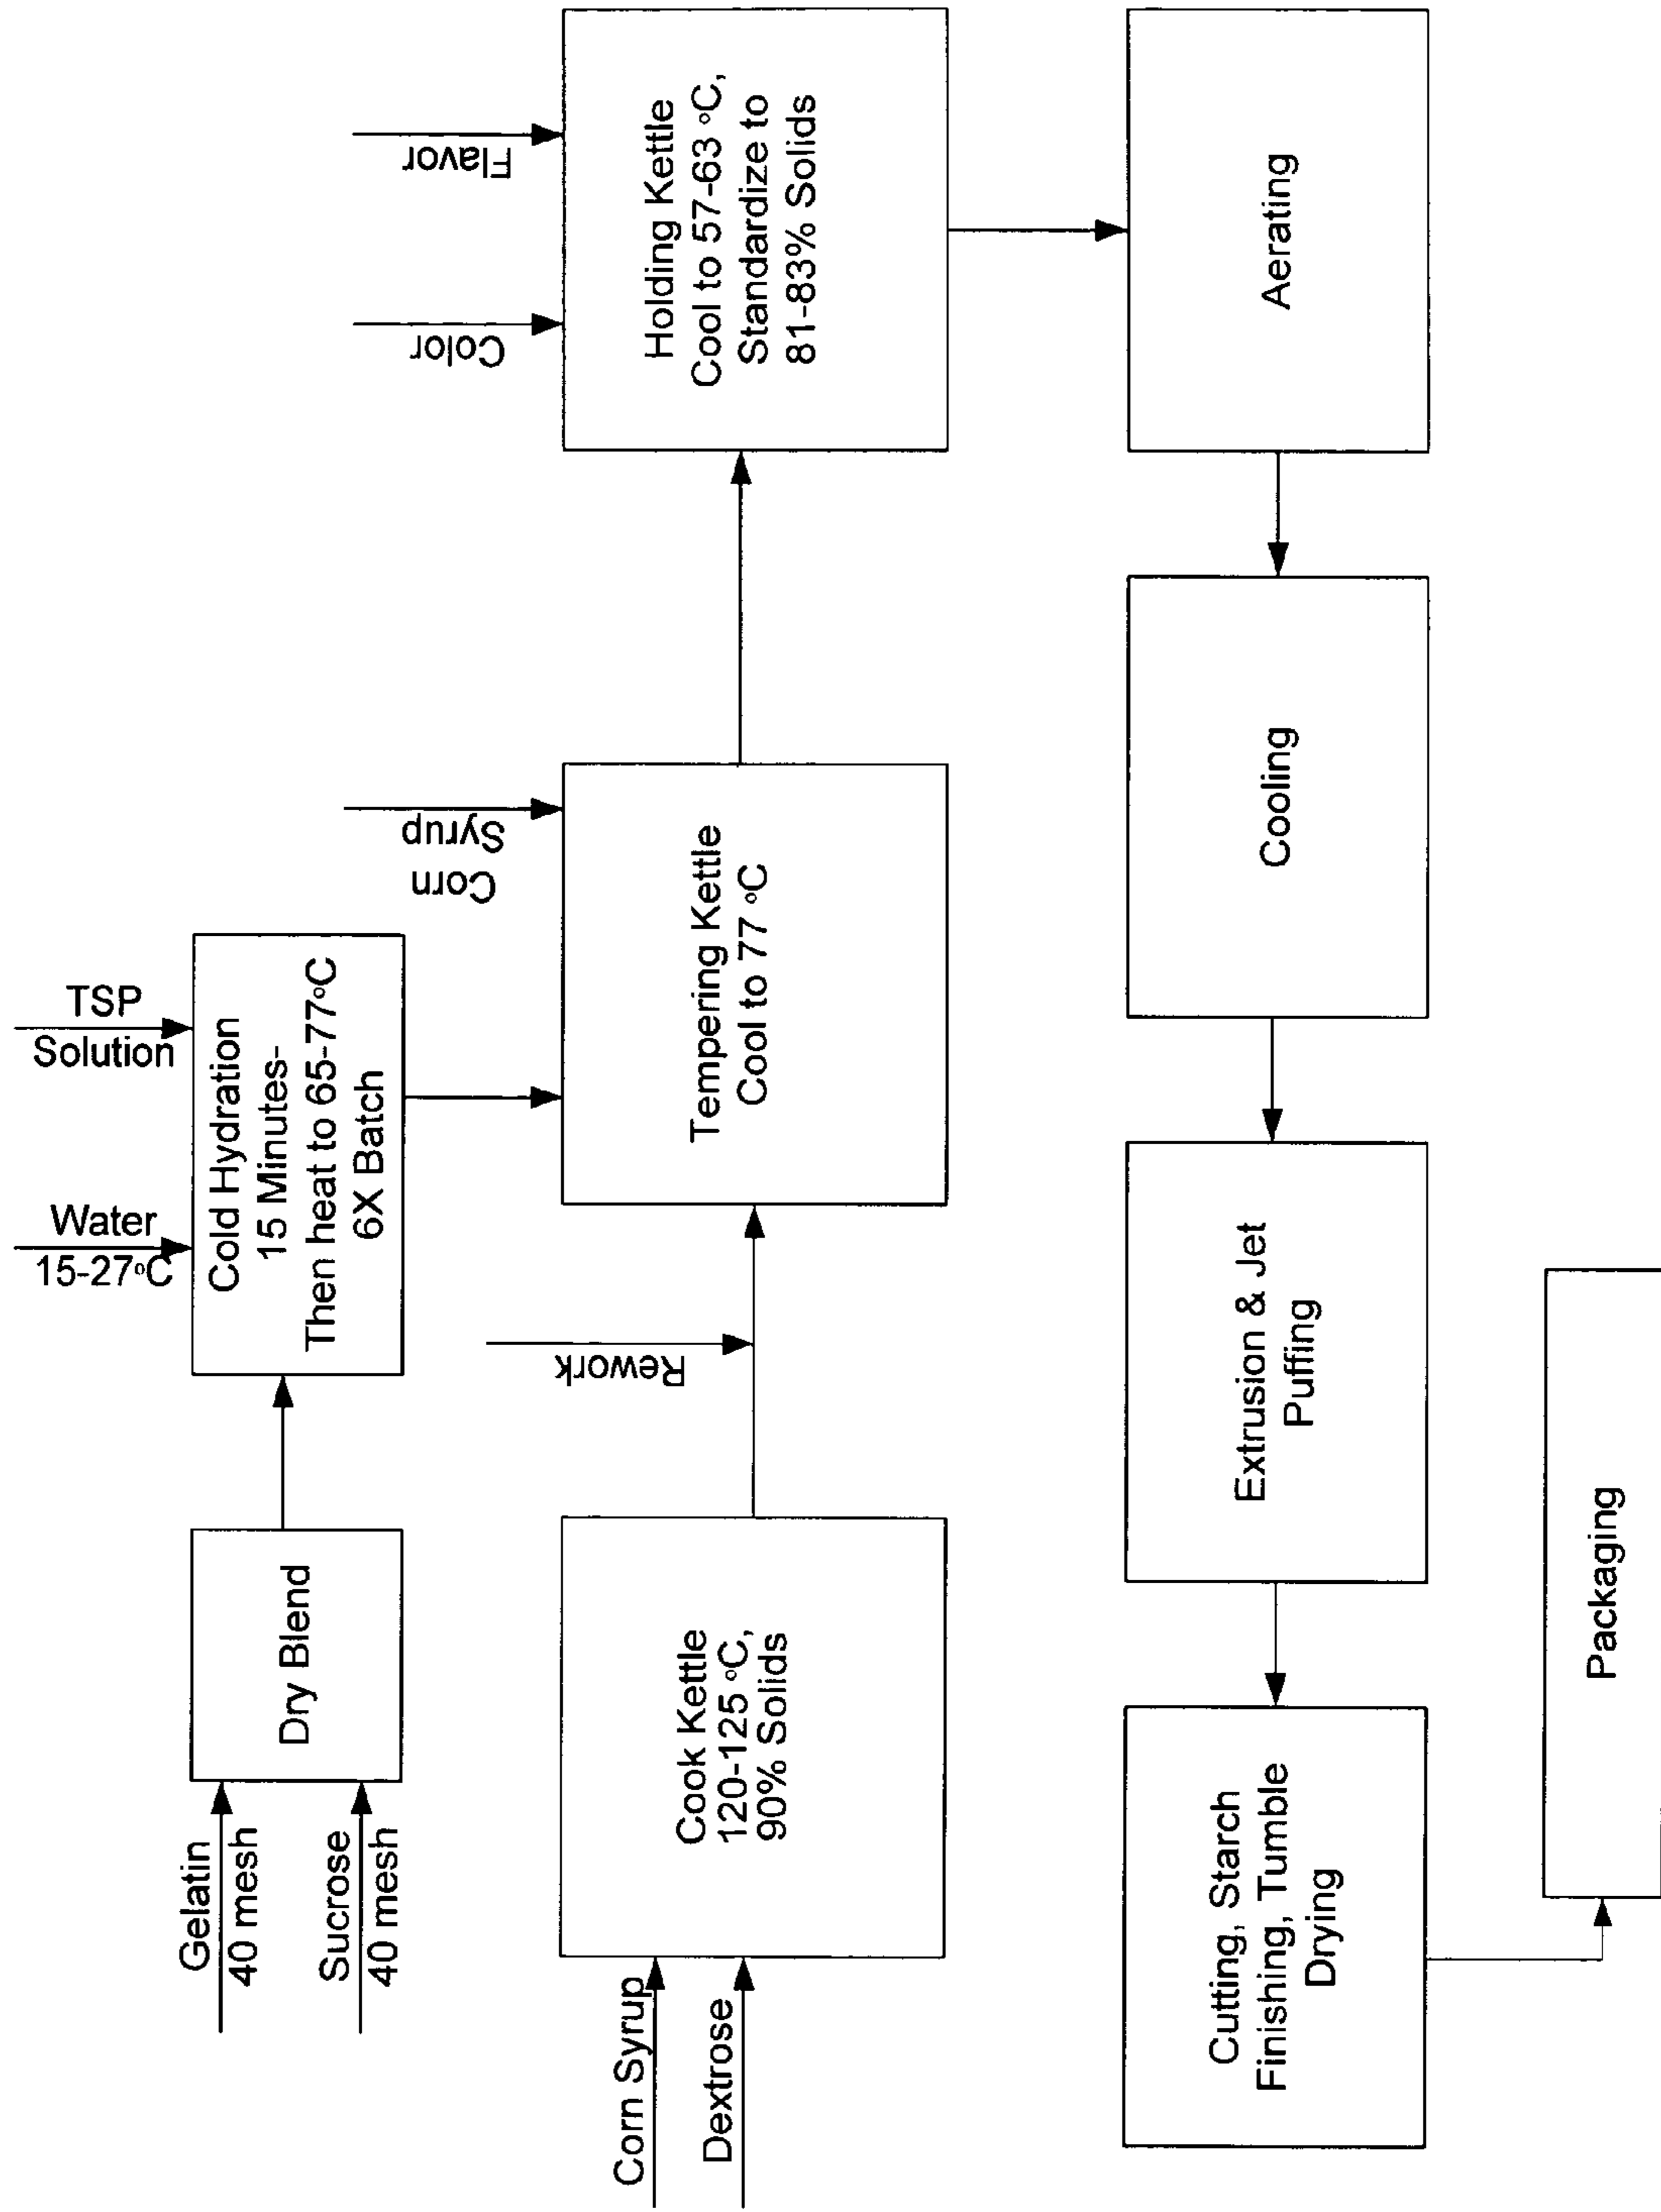 Gelatin
40 mesh
Sucrose
40 mesh
Dry Blend
Water
15-27°C
TSP
Solution
Cold Hydration
15 Minutes-
Then heat to 65-77°C
6X Batch
Corn Syrup
Dextrose
Cook Kettle
120-125 °C,
90% Solids
Rework
Corn
Syrup
Tempering Kettle
Cool to 77 °C
Color
Flavor
Holding Kettle
Cool to 57-63 °C,
Standardize to
81-83% Solids
Aerating
Cooling
Extrusion & Jet
Puffing
Cutting, Starch
Finishing, Tumble
Drying
Packaging